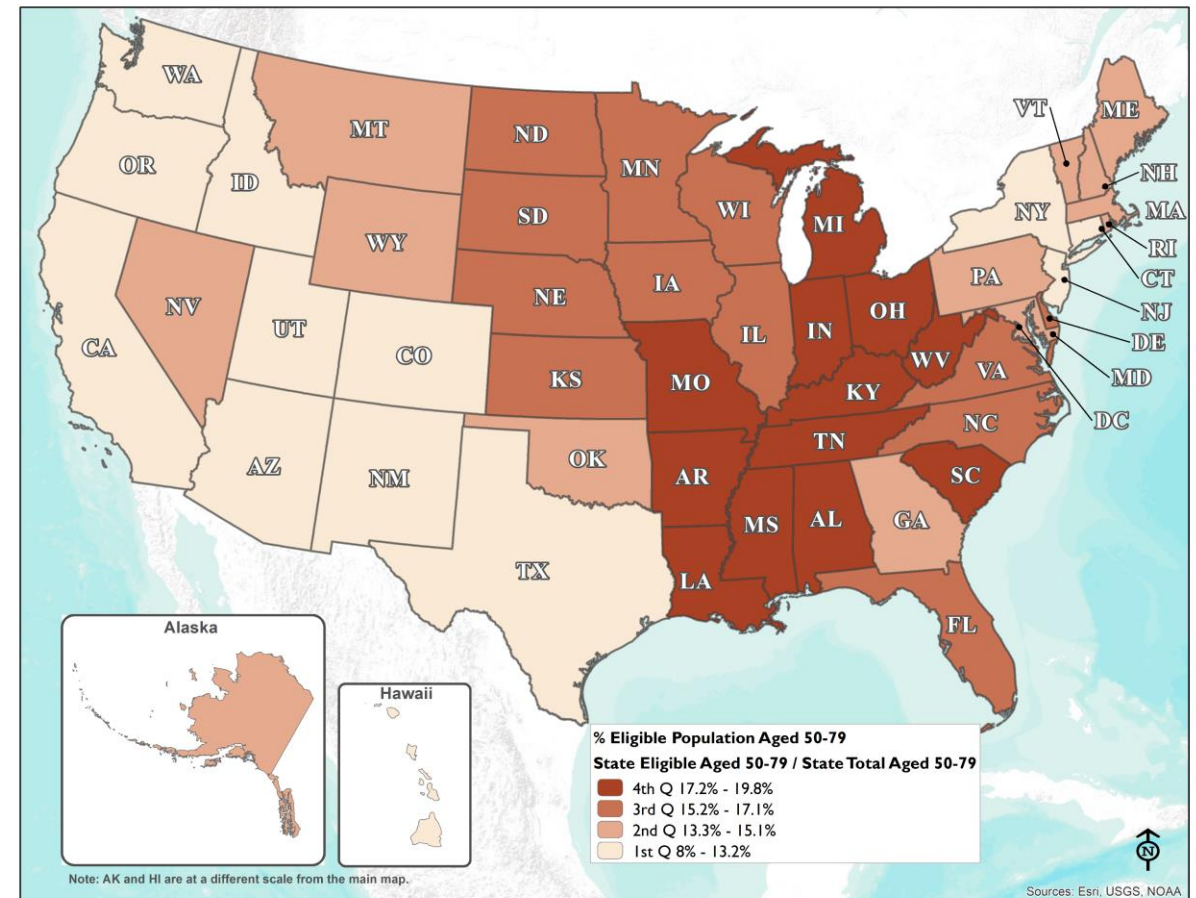 WA
OR
ID
MT
ND
MN
SD
WY
NV
CA
UT
CO
NE
IA
WI
MI
IL
IN
OH
PA
NY
VT
ME
NH
MA
RI
CT
NJ
DE
MD
DC
WV
VA
KY
KS
MO
AZ
NM
OK
AR
TN
NC
SC
MS
AL
GA
TX
LA
FL
Alaska
Hawaii
% Eligible Population Aged 50-79
State Eligible Aged 50-79 / State Total Aged 50-79
4th Q 17.2% - 19.8%
3rd Q 15.2% - 17.1%
2nd Q 13.3% - 15.1%
1st Q 8% - 13.2%
N
Note: AK and HI are at a different scale from the main map.
Sources: Esri, USGS, NOAA